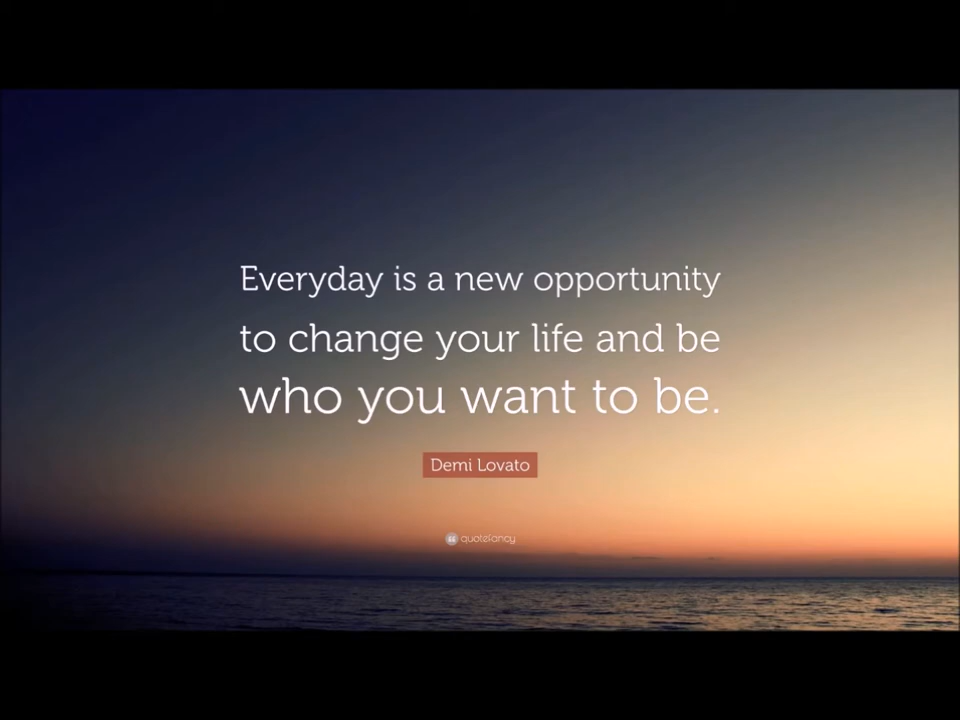 Everyday is a new opportunity
to change your life and be
who you want to be.
Demi Lovato
quotefancy